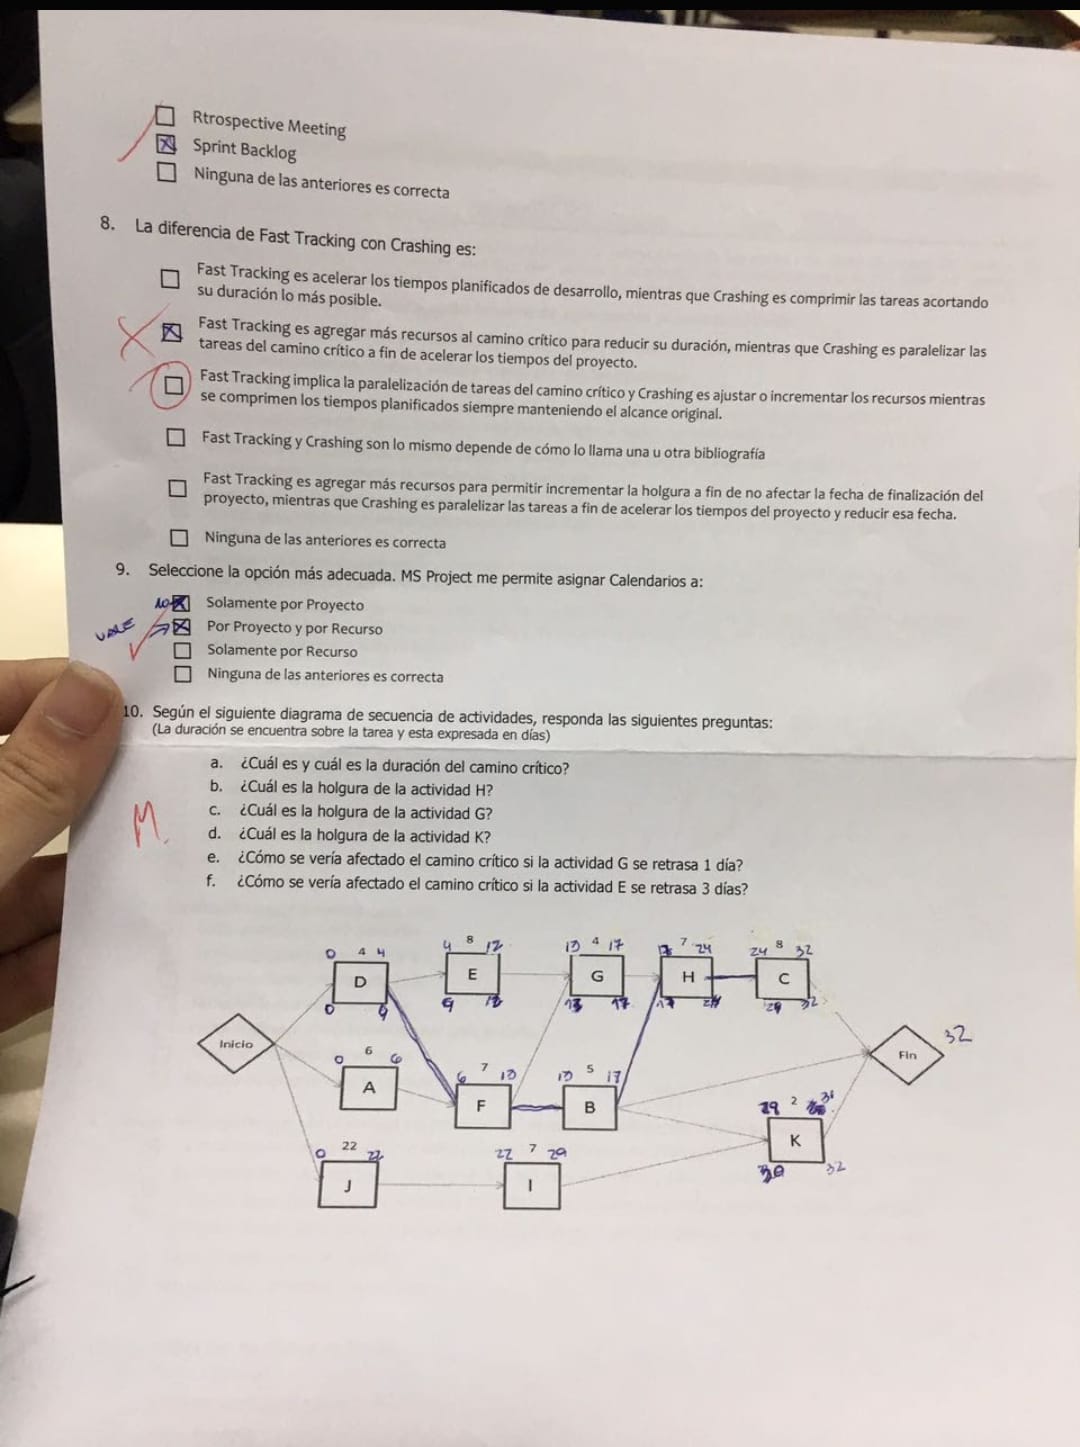 Rtrospective Meeting
Sprint Backlog
Ninguna de las anteriores es correcta
8. La diferencia de Fast Tracking con Crashing es:
Fast Tracking es acelerar los tiempos planificados de desarrollo, mientras que Crashing es comprimir las tareas acortando
su duración lo más posible.
Fast Tracking es agregar más recursos al camino crítico para reducir su duración, mientras que Crashing es paralelizar las
tareas del camino crítico a fin de acelerar los tiempos del proyecto.
Fast Tracking implica la paralelización de tareas del camino crítico y Crashing es ajustar o incrementar los recursos mientras
se comprimen los tiempos planificados siempre manteniendo el alcance original.
Fast Tracking y Crashing son lo mismo depende de cómo lo llama una u otra bibliografía
Fast Tracking es agregar más recursos para permitir incrementar la holgura a fin de no afectar la fecha de finalización del
proyecto, mientras que Crashing es paralelizar las tareas a fin de acelerar los tiempos del proyecto y reducir esa fecha.
Ninguna de las anteriores es correcta
9. Seleccione la opción más adecuada. MS Project me permite asignar Calendarios a:
NO Solamente por Proyecto
VALE Por Proyecto y por Recurso
Solamente por Recurso
Ninguna de las anteriores es correcta
10. Según el siguiente diagrama de secuencia de actividades, responda las siguientes preguntas:
(La duración se encuentra sobre la tarea y esta expresada en días)
a. ¿Cuál es y cuál es la duración del camino crítico?
b. ¿Cuál es la holgura de la actividad H?
c. ¿Cuál es la holgura de la actividad G?
M.
d. ¿Cuál es la holgura de la actividad K?
e. ¿Cómo se vería afectado el camino crítico si la actividad G se retrasa 1 día?
f. ¿Cómo se vería afectado el camino crítico si la actividad E se retrasa 3 días?
0 4 4
4 8 12
13 4 17
7 24
24 8 32
D
E
G
H
C
0
13 17
17
32
Inicio
Fin
32
0 6 6
6 7 13
13 5 17
29 2 31
A
F
B
K
32
0 22 22
22 7 29
J
I